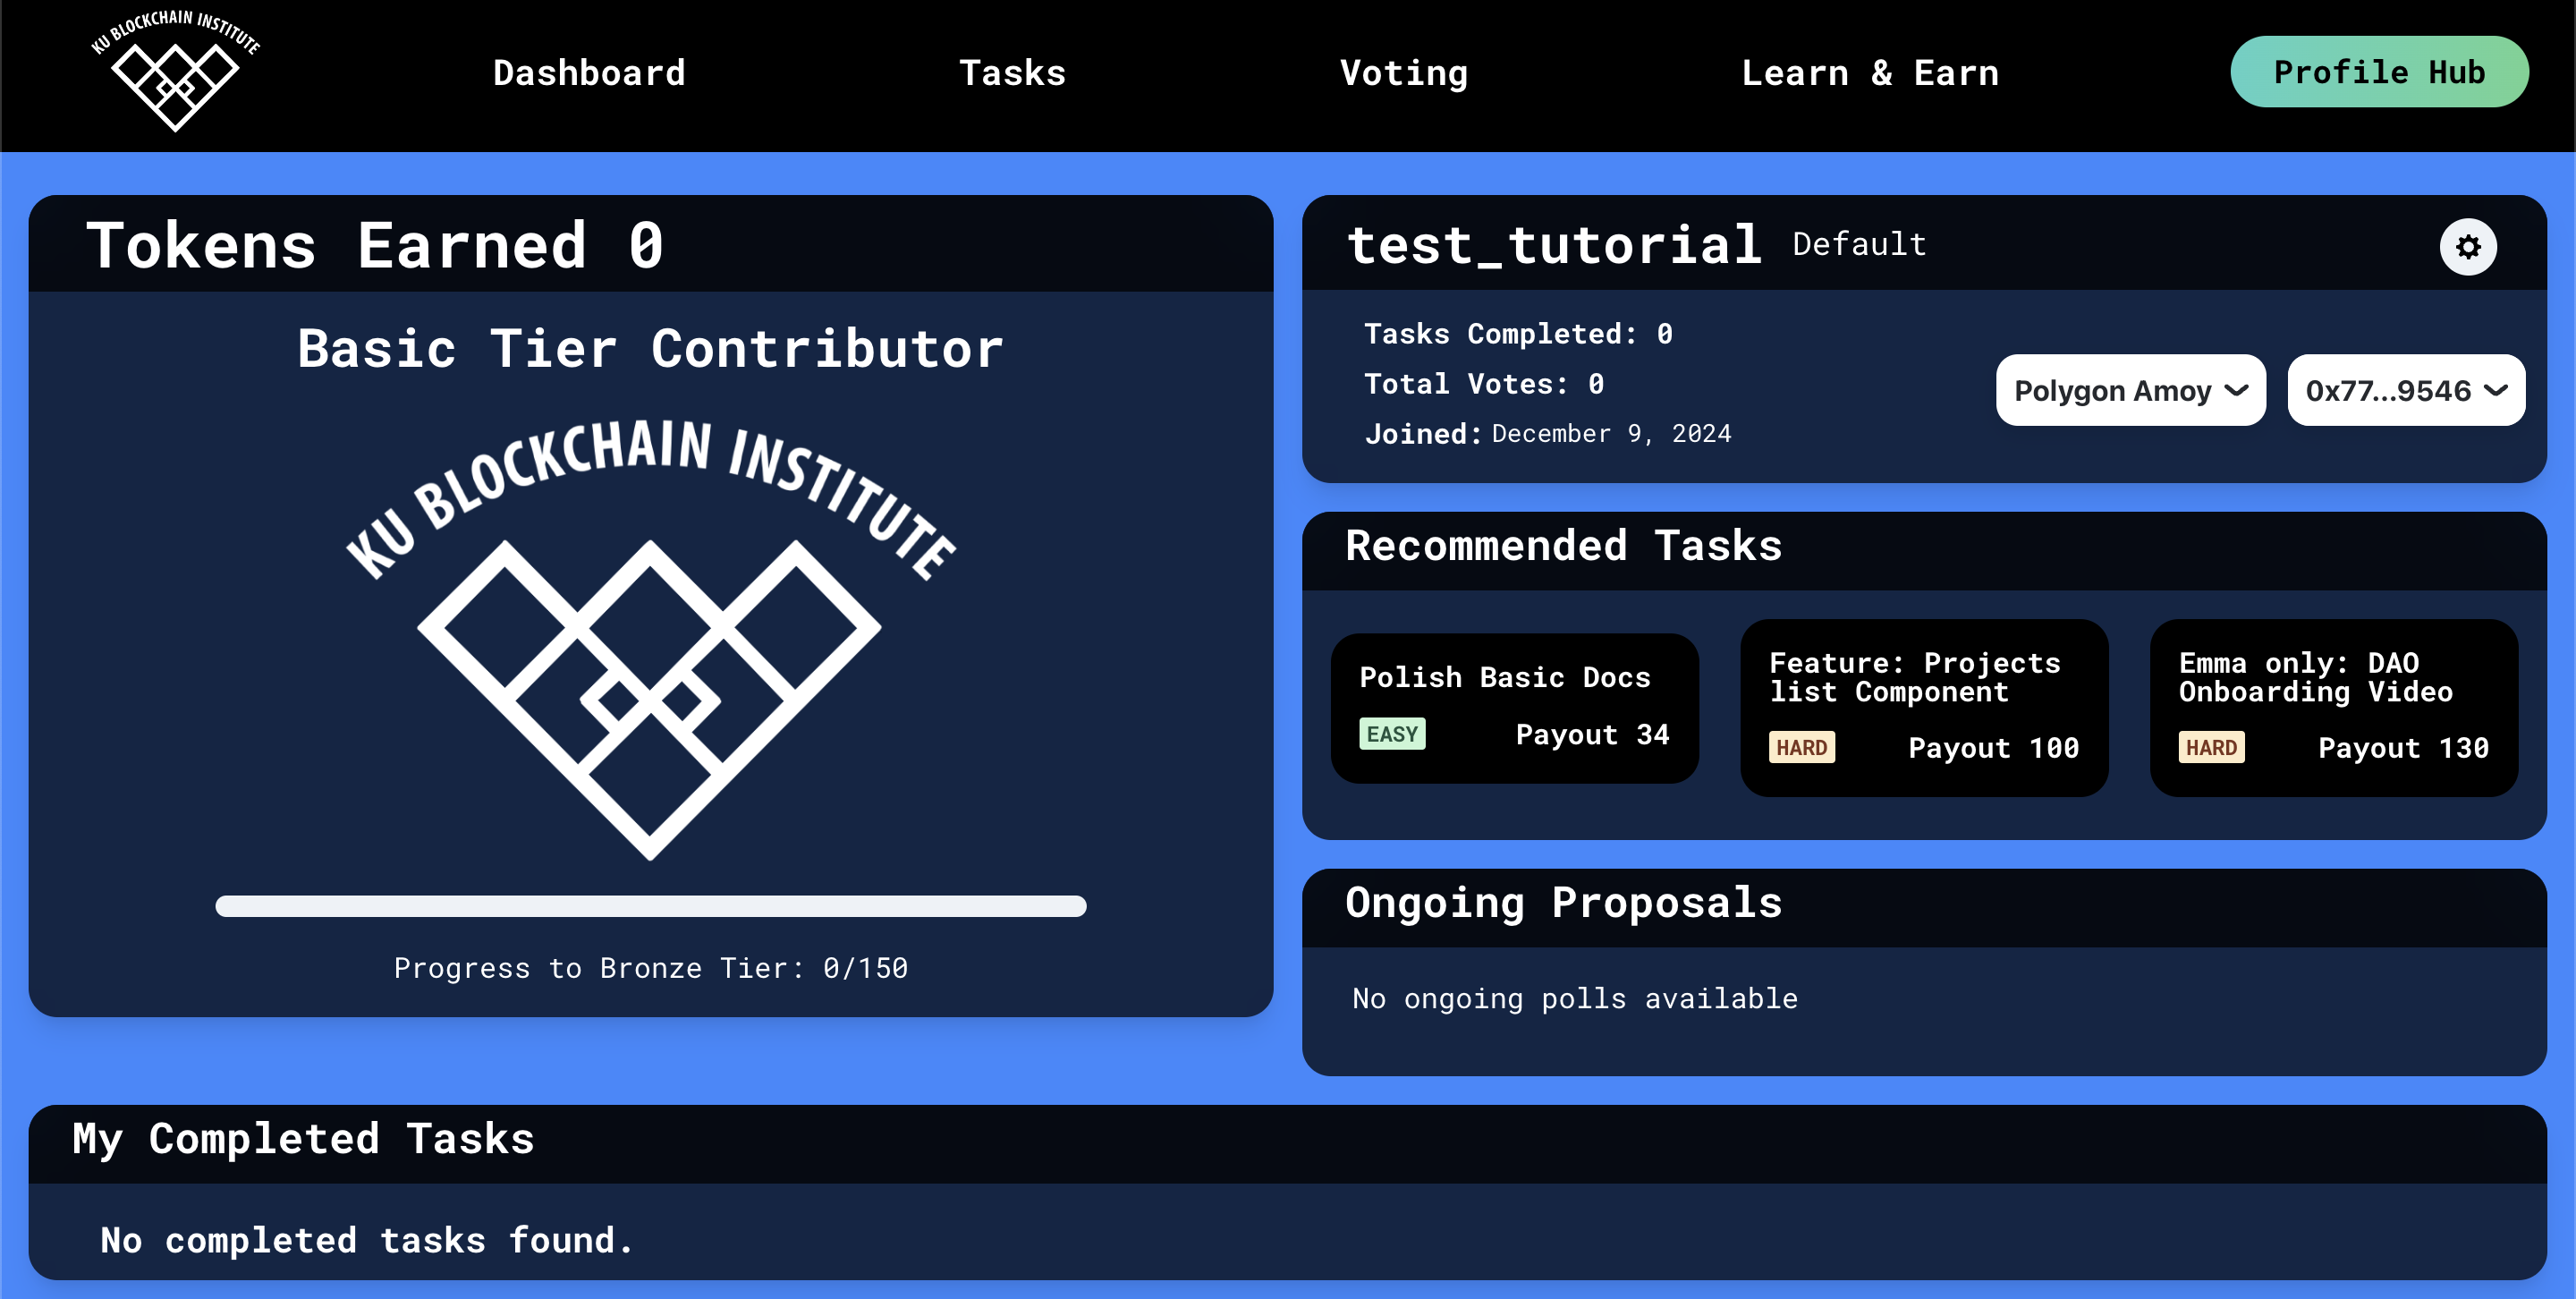 KU BLOCKCHAIN INSTITUTE
Dashboard
Tasks
Voting
Learn & Earn
Profile Hub
Tokens Earned 0
Basic Tier Contributor
KU BLOCKCHAIN INSTITUTE
Progress to Bronze Tier: 0/150
test_tutorial Default
Tasks Completed: 0
Total Votes: 0
Joined: December 9, 2024
Polygon Amoy
0x77...9546
Recommended Tasks
Polish Basic Docs
EASY
Payout 34
Feature: Projects
list Component
HARD
Payout 100
Emma only: DAO
Onboarding Video
HARD
Payout 130
Ongoing Proposals
No ongoing polls available
My Completed Tasks
No completed tasks found.